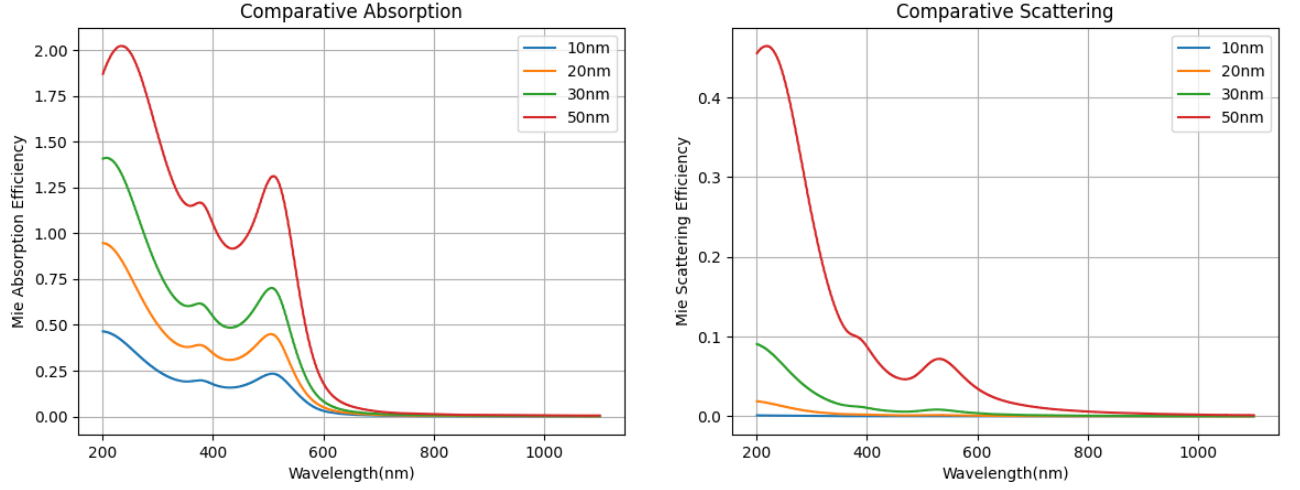 Comparative Absorption
Mie Absorption Efficiency
2.00
1.75
1.50
1.25
1.00
0.75
0.50
0.25
0.00
10nm
20nm
30nm
50nm
200 400 600 800 1000
Wavelength(nm)
Comparative Scattering
Mie Scattering Efficiency
0.4
0.3
0.2
0.1
0.0
10nm
20nm
30nm
50nm
200 400 600 800 1000
Wavelength(nm)